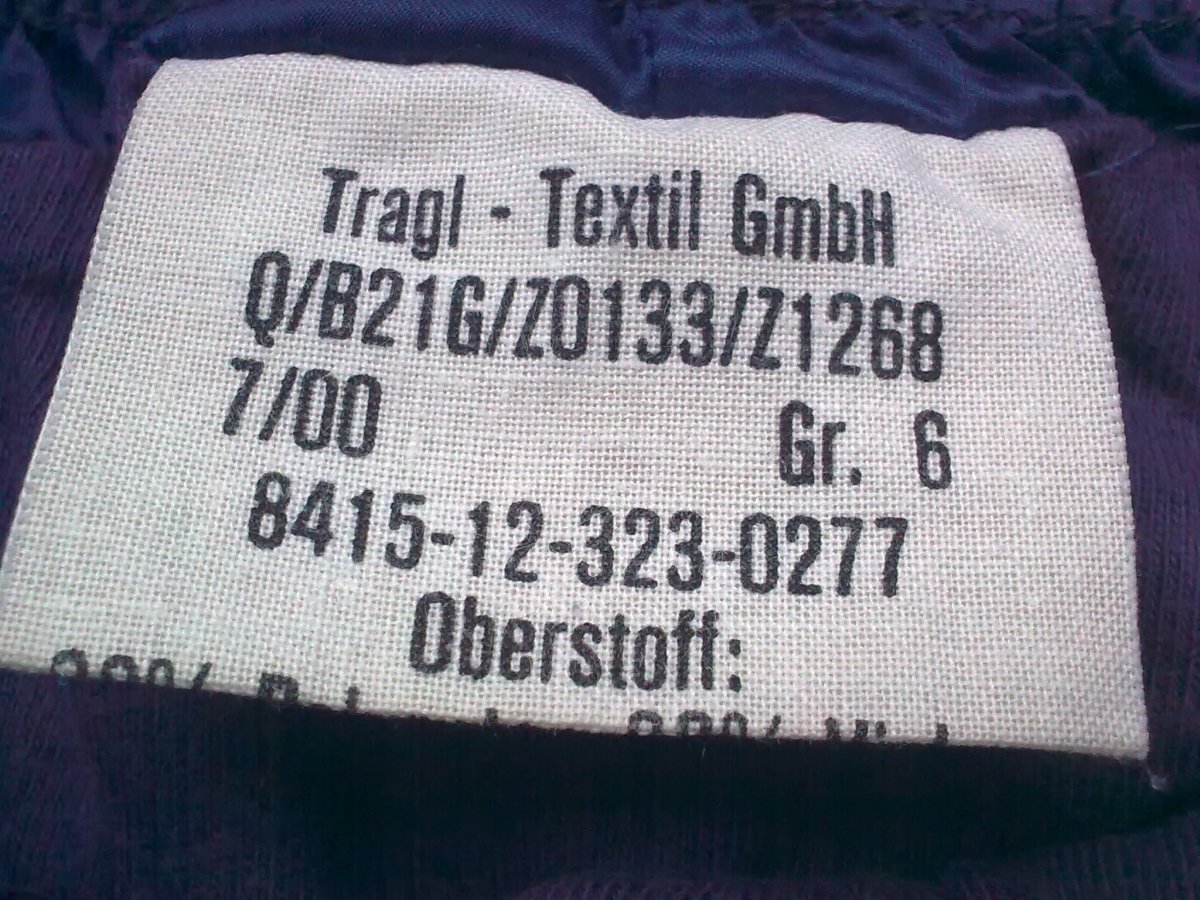 Tragl - Textil GmbH
Q/B21G/Z0133/Z1268
7/00 Gr. 6
8415-12-323-0277
Oberstoff: